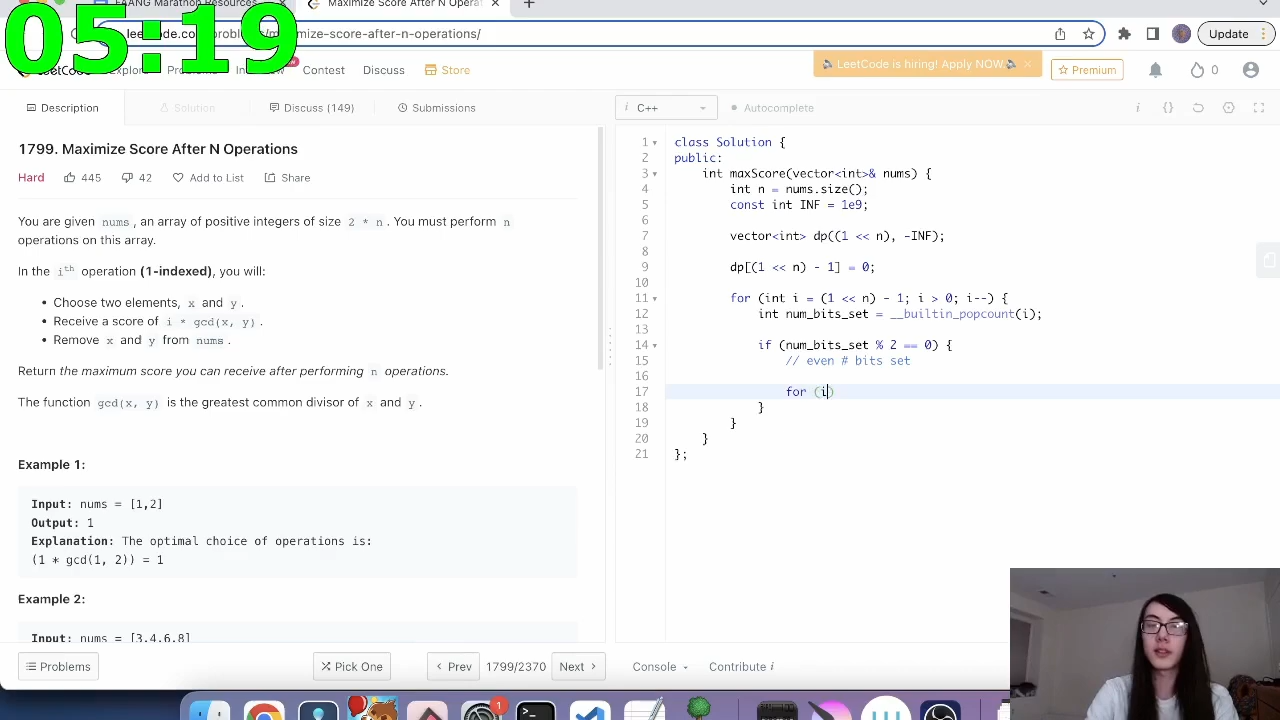 05:19
FAANG Marathon Resources
Maximize Score After N Operat
leetcode.com/problems/maximize-score-after-n-operations/
Update
LeetCode is hiring! Apply NOW.
Explore
Contest
Discuss
Store
Premium
0
Description
Solution
Discuss (149)
Submissions
i C++
Autocomplete
1799. Maximize Score After N Operations
Hard 445 42 Add to List Share
You are given nums, an array of positive integers of size 2 * n. You must perform n
operations on this array.
In the ith operation (1-indexed), you will:
• Choose two elements, x and y.
• Receive a score of i * gcd(x, y).
• Remove x and y from nums.
Return the maximum score you can receive after performing n operations.
The function gcd(x, y) is the greatest common divisor of x and y.
Example 1:
Input: nums = [1,2]
Output: 1
Explanation: The optimal choice of operations is:
(1 * gcd(1, 2)) = 1
Example 2:
Input: nums = [3,4,6,8]
1 class Solution {
2 public:
3 int maxScore(vector<int>& nums) {
4 int n = nums.size();
5 const int INF = 1e9;
6
7 vector<int> dp((1 << n), -INF);
8
9 dp[(1 << n) - 1] = 0;
10
11 for (int i = (1 << n) - 1; i > 0; i--) {
12 int num_bits_set = __builtin_popcount(i);
13
14 if (num_bits_set % 2 == 0) {
15 // even # bits set
16
17 for (i)
18 }
19 }
20 }
21 };
Problems
Pick One
Prev
1799/2370
Next
Console
Contribute i
1